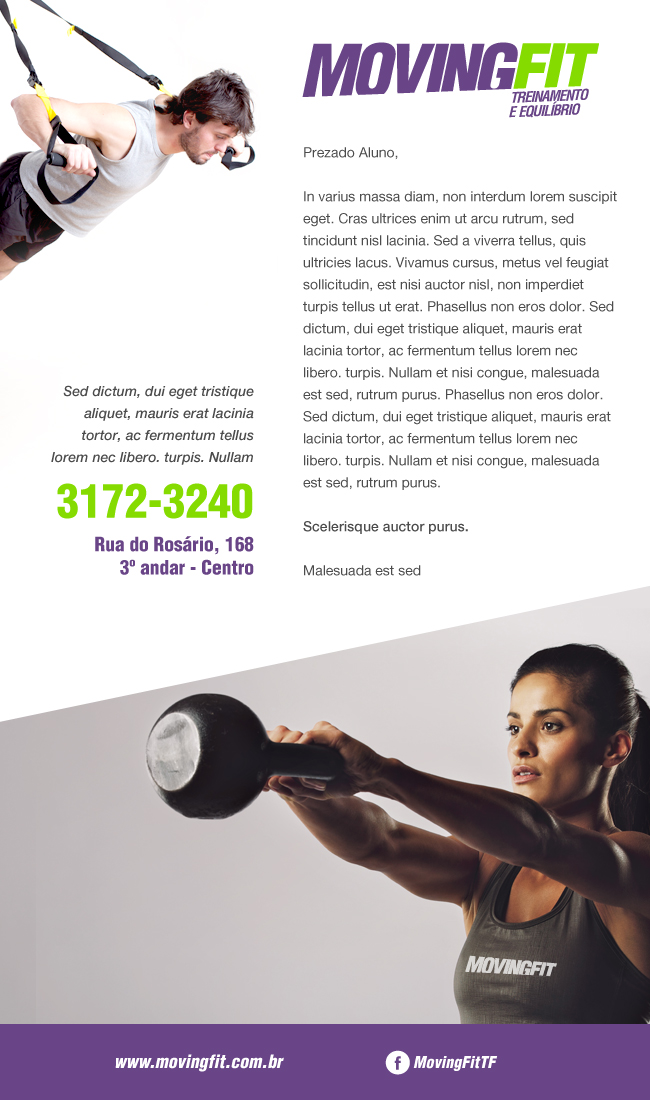 MOVINGFIT
TREINAMENTO
E EQUILÍBRIO
Prezado Aluno,
In varius massa diam, non interdum lorem suscipit
eget. Cras ultrices enim ut arcu rutrum, sed
tincidunt nisl lacinia. Sed a viverra tellus, quis
ultricies lacus. Vivamus cursus, metus vel feugiat
sollicitudin, est nisi auctor nisl, non imperdiet
turpis tellus ut erat. Phasellus non eros dolor. Sed
dictum, dui eget tristique aliquet, mauris erat
lacinia tortor, ac fermentum tellus lorem nec
libero. turpis. Nullam et nisi congue, malesuada
est sed, rutrum purus. Phasellus non eros dolor.
Sed dictum, dui eget tristique aliquet, mauris erat
lacinia tortor, ac fermentum tellus lorem nec
libero. turpis. Nullam et nisi congue, malesuada
est sed, rutrum purus.
Scelerisque auctor purus.
Malesuada est sed
Sed dictum, dui eget tristique
aliquet, mauris erat lacinia
tortor, ac fermentum tellus
lorem nec libero. turpis. Nullam
3172-3240
Rua do Rosário, 168
3º andar - Centro
MOVINGFIT
www.movingfit.com.br
f MovingFitTF